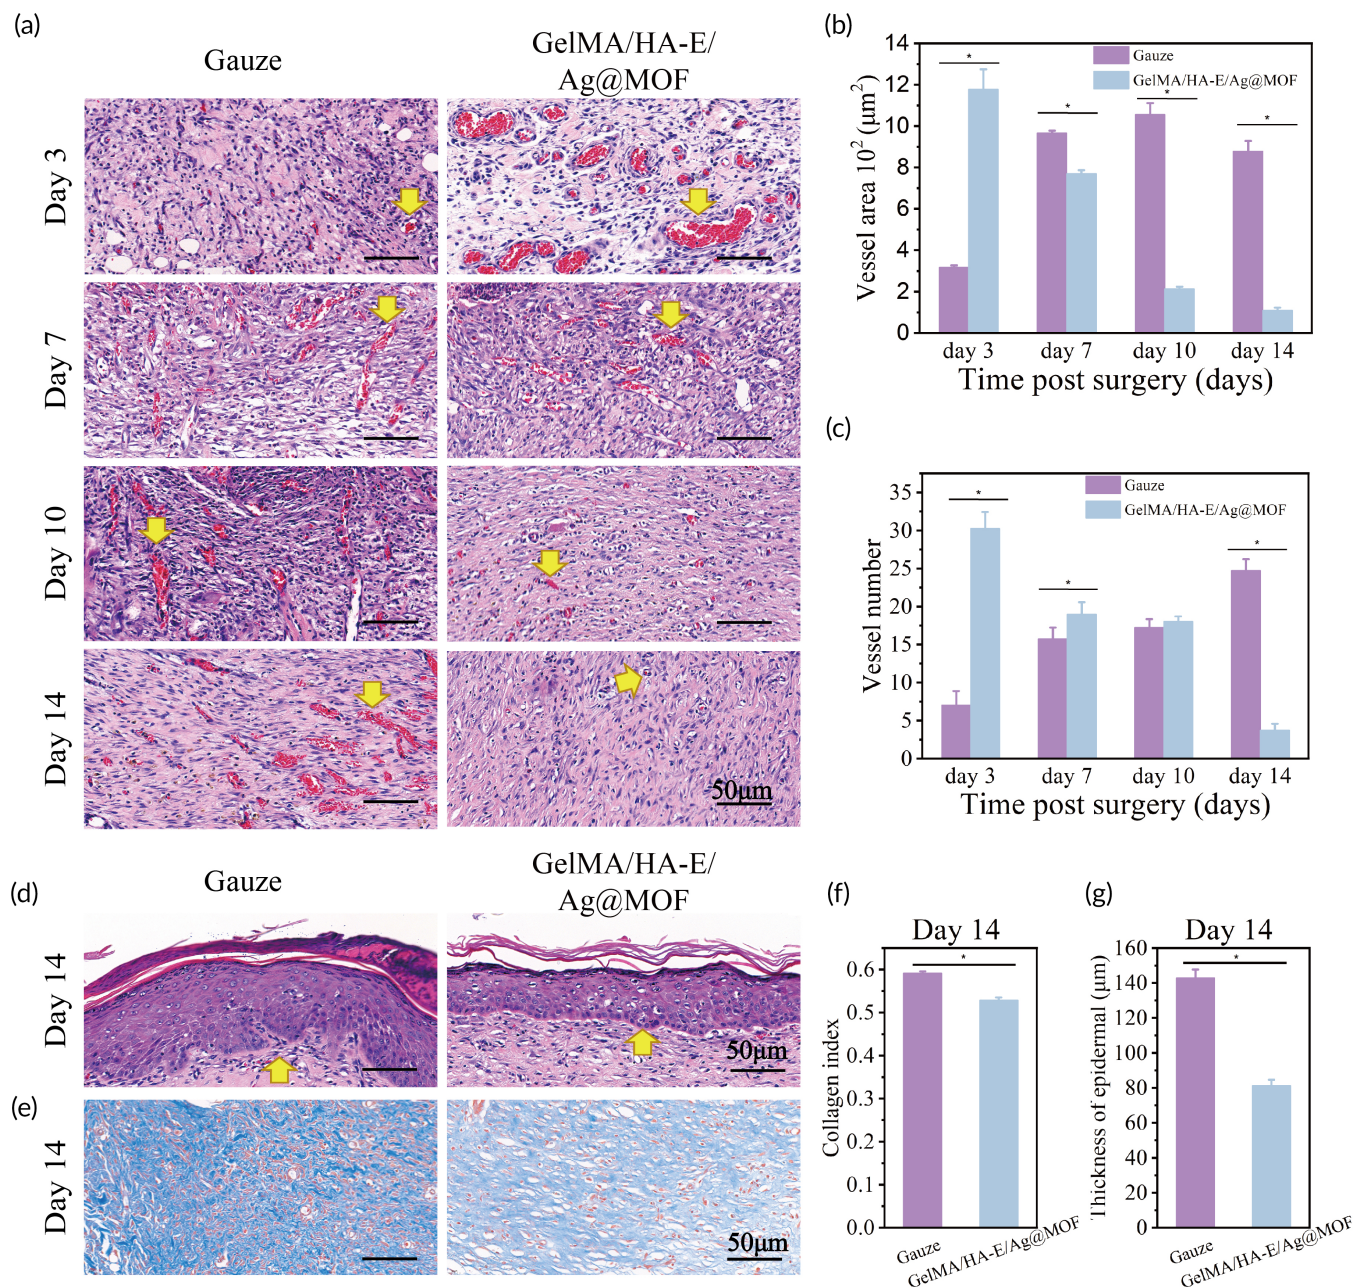 (a)
Gauze
GelMA/HA-E/
Ag@MOF
Day 3
Day 7
Day 10
Day 14
50μm
(b)
14
12
10
8
6
4
2
0
Vessel area 10² (μm²)
Gauze
GelMA/HA-E/Ag@MOF
*
*
*
*
day 3
day 7
day 10
day 14
Time post surgery (days)
(c)
35
30
25
20
15
10
5
0
Vessel number
Gauze
GelMA/HA-E/Ag@MOF
*
*
*
day 3
day 7
day 10
day 14
Time post surgery (days)
(d)
Gauze
GelMA/HA-E/
Ag@MOF
Day 14
50μm
(e)
Day 14
50μm
(f)
Day 14
*
0.6
0.5
0.4
0.3
0.2
0.1
0.0
Collagen index
Gauze
GelMA/HA-E/Ag@MOF
(g)
Day 14
*
160
140
120
100
80
60
40
20
0
Thickness of epidermal (μm)
Gauze
GelMA/HA-E/Ag@MOF